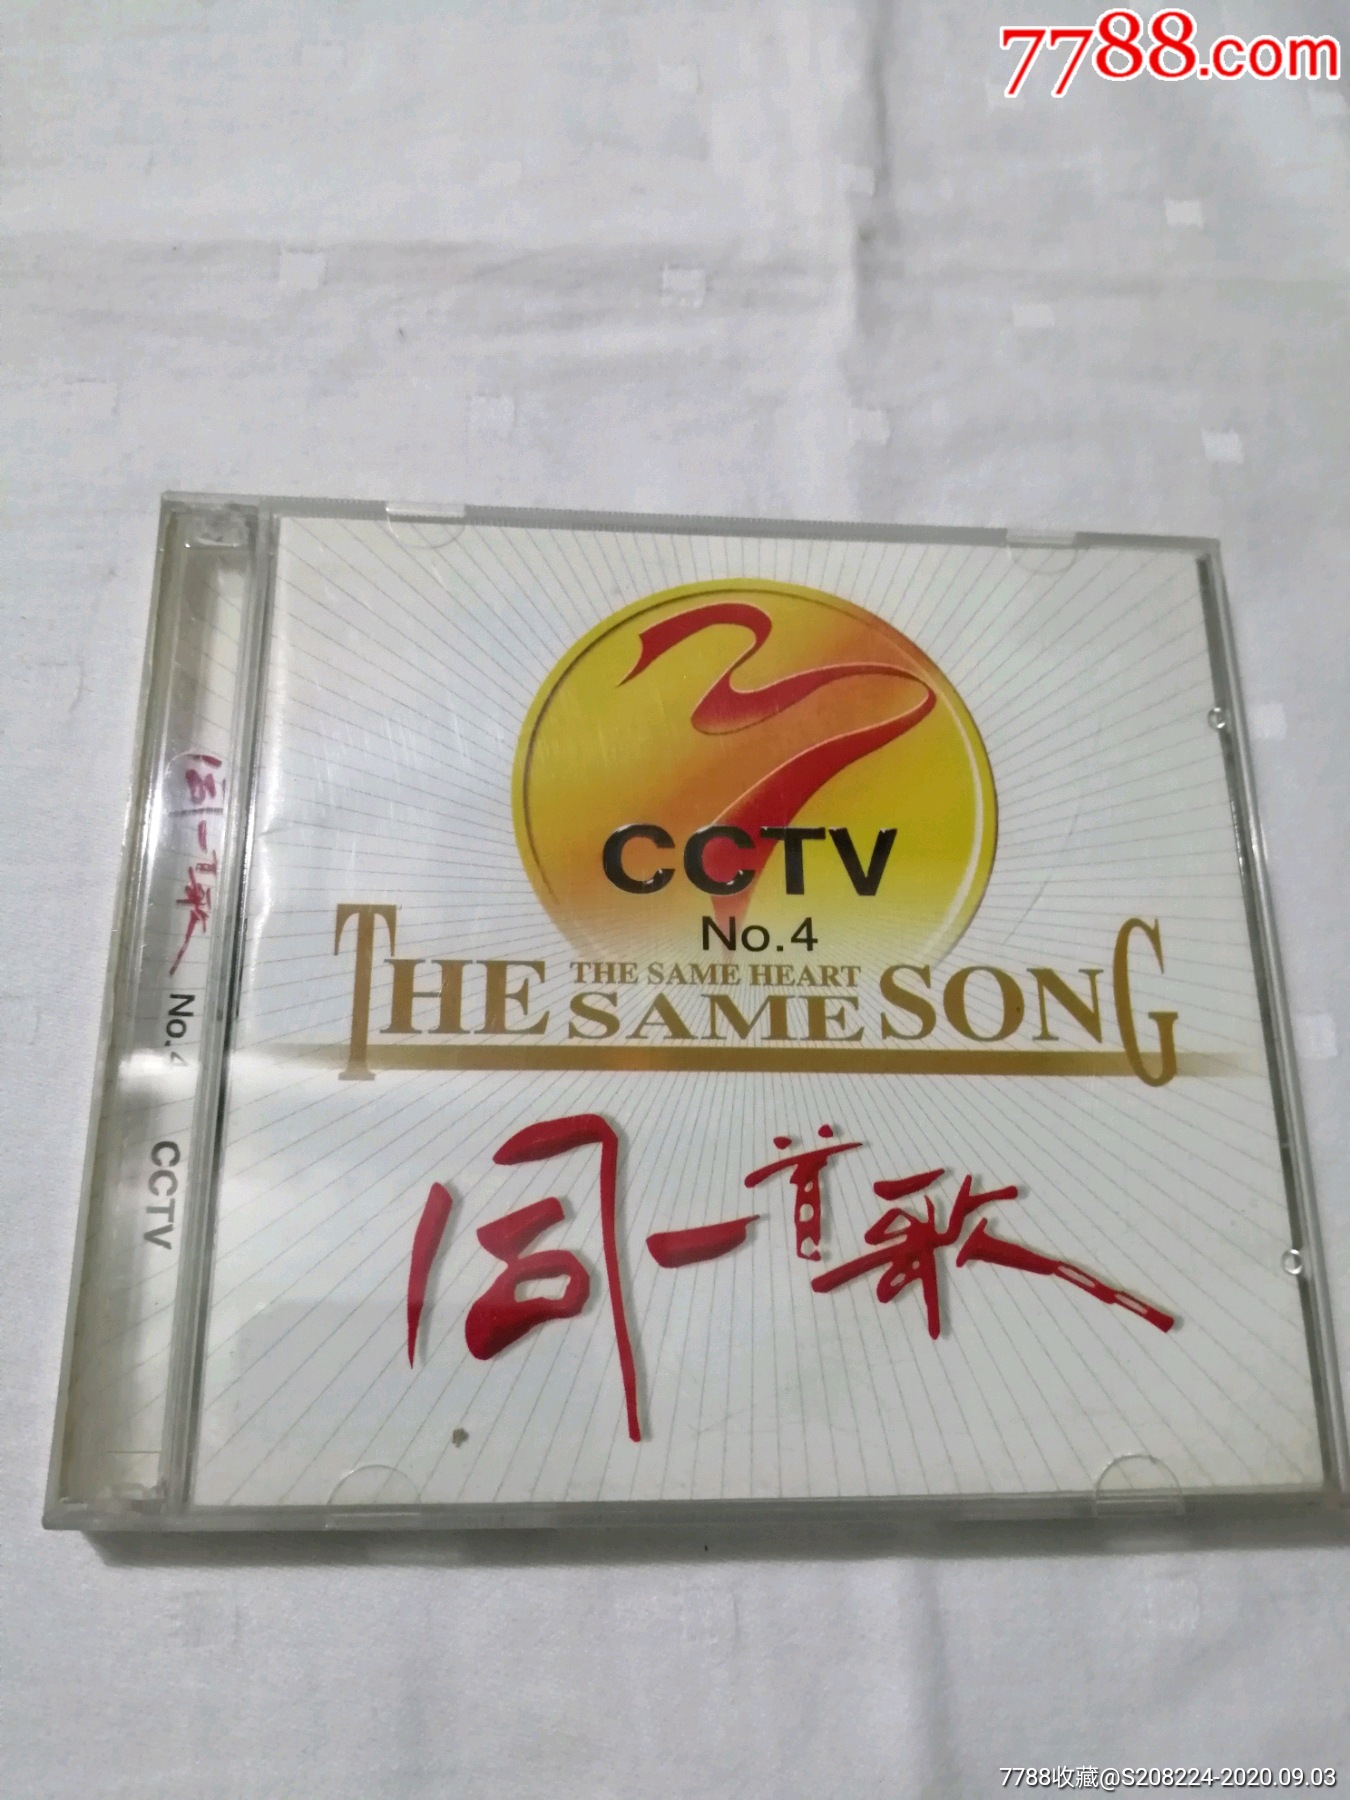 7788.com
CCTV
No.4
THE SAME HEART
THE SAME SONG
同一首歌
同一首歌 No.4 CCTV
7788收藏@S208224-2020.09.03